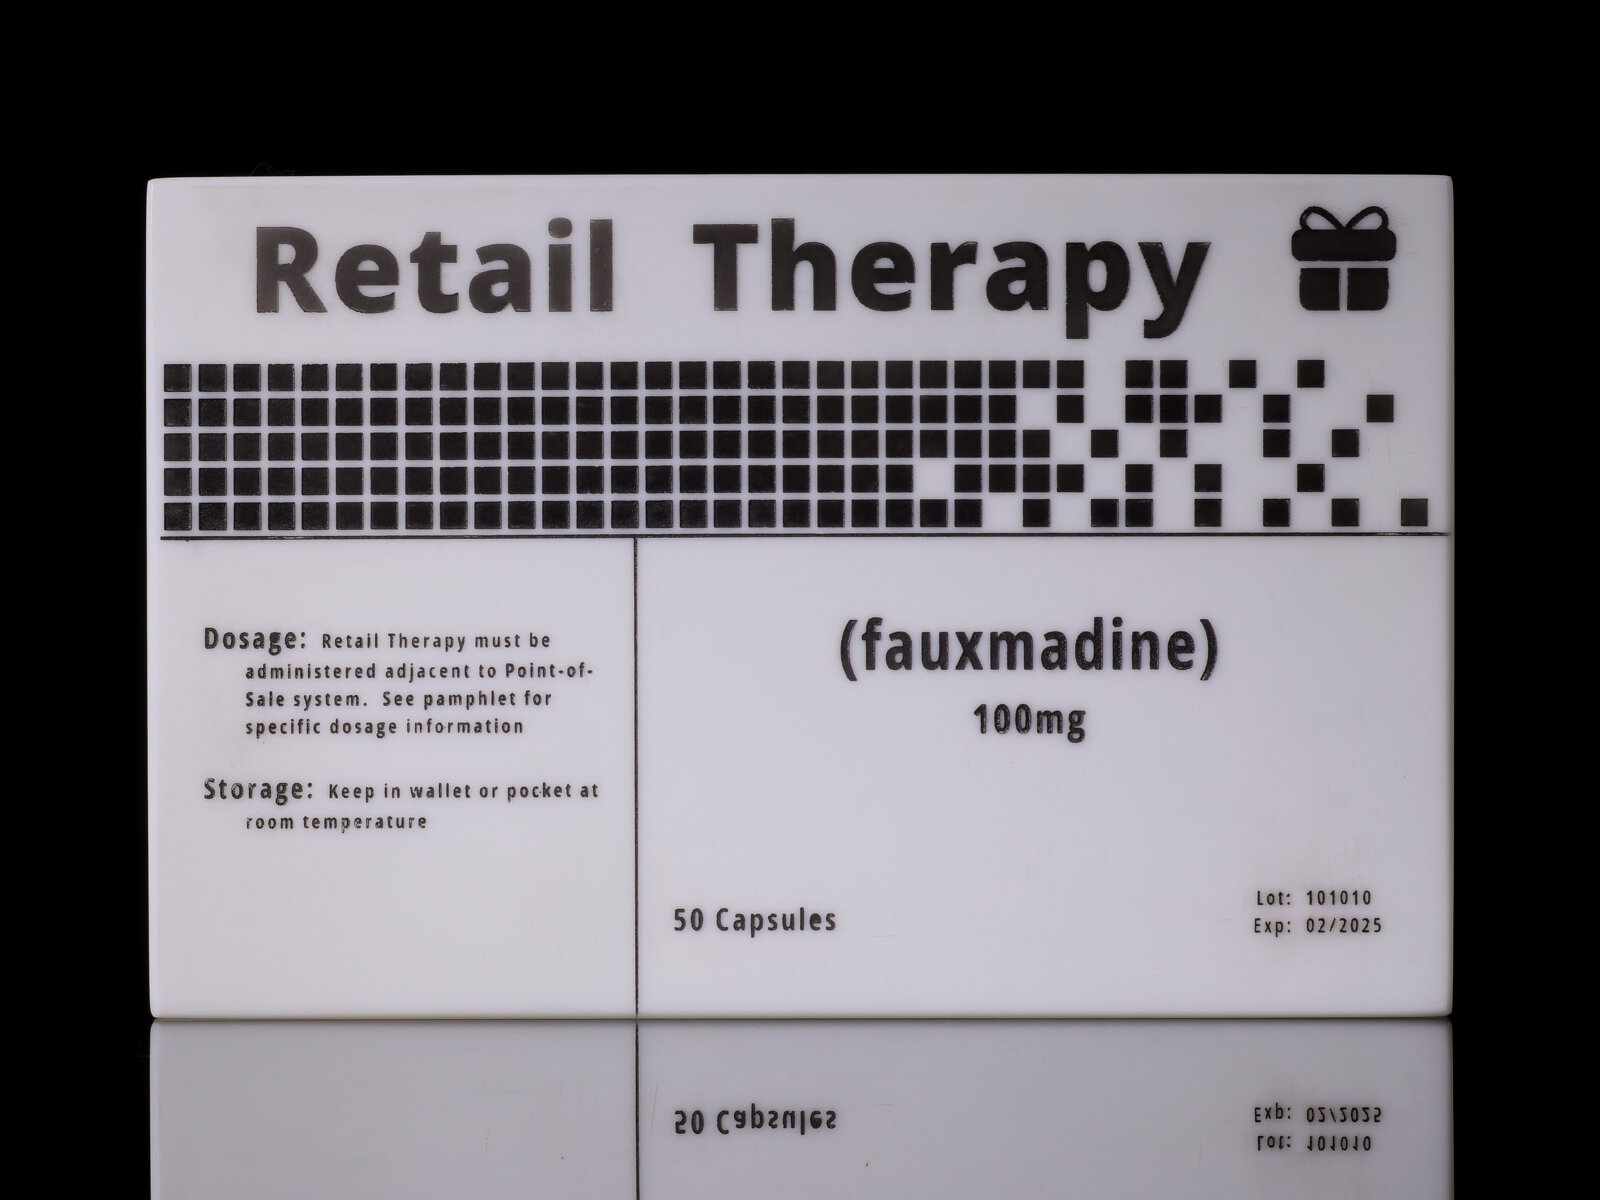 Retail Therapy
Dosage: Retail Therapy must be
administered adjacent to Point-of-
Sale system. See pamphlet for
specific dosage information
Storage: Keep in wallet or pocket at
room temperature
(fauxmadine)
100mg
50 Capsules
Lot: 101010
Exp: 02/2025